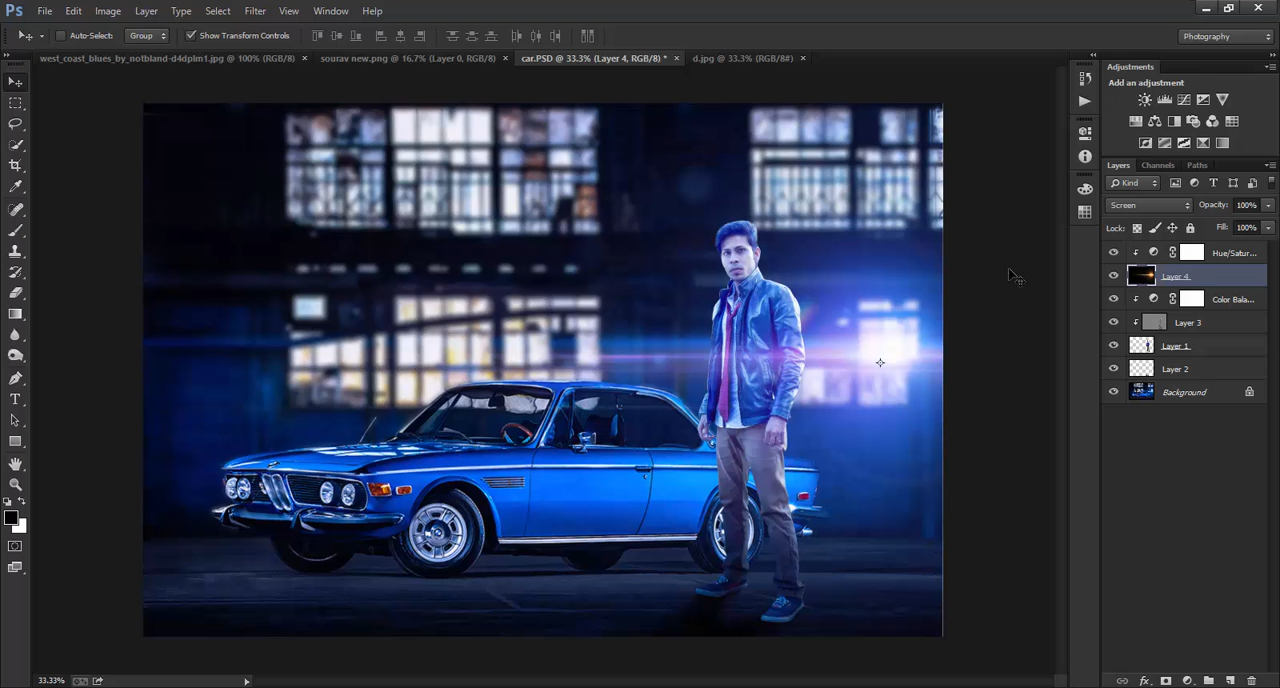 Ps File Edit Image Layer Type Select Filter View Window Help
Auto-Select: Group Show Transform Controls Photography
west_coast_blues_by_notbland-d4dplm1.jpg @ 100% (RGB/8) × sourav new.png @ 16.7% (Layer 0, RGB/8) × car.PSD @ 33.3% (Layer 4, RGB/8) * × d.jpg @ 33.3% (RGB/8#) ×
Adjustments
Add an adjustment
Layers Channels Paths
Kind
Screen Opacity: 100%
Lock: Fill: 100%
Hue/Satur...
Layer 4
Color Bala...
Layer 3
Layer 1
Layer 2
Background
33.33%